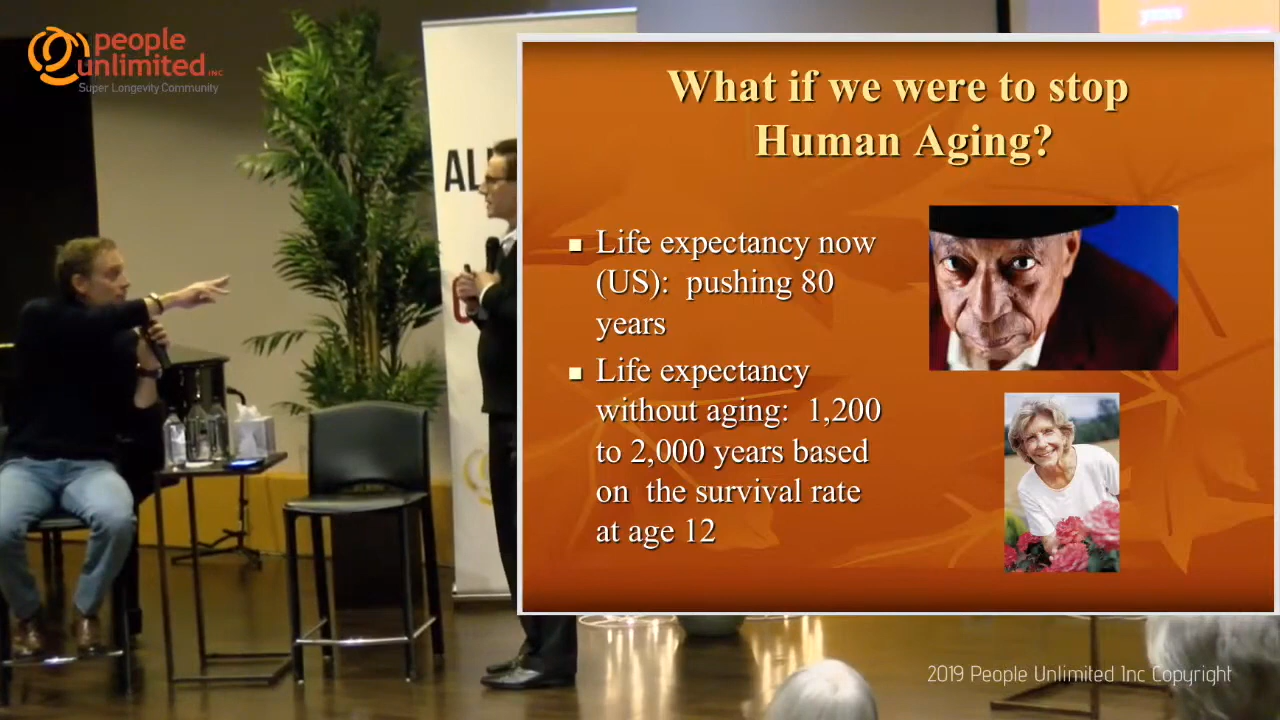 people
unlimited INC
Super Longevity Community
years
AL
What if we were to stop
Human Aging?
Life expectancy now
(US): pushing 80
years
Life expectancy
without aging: 1,200
to 2,000 years based
on the survival rate
at age 12
2019 People Unlimited Inc Copyright